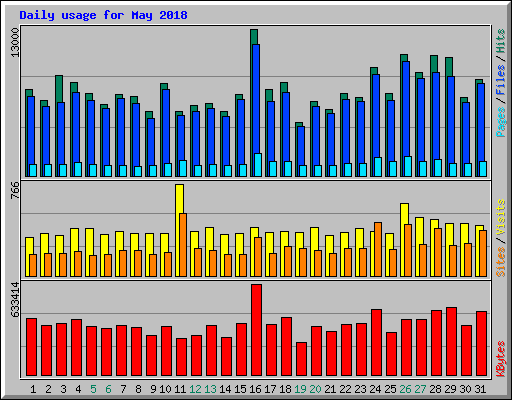 Daily usage for May 2018
13000
Pages / Files / Hits
766
Sites / Visits
633414
KBytes
1 2 3 4 5 6 7 8 9 10 11 12 13 14 15 16 17 18 19 20 21 22 23 24 25 26 27 28 29 30 31